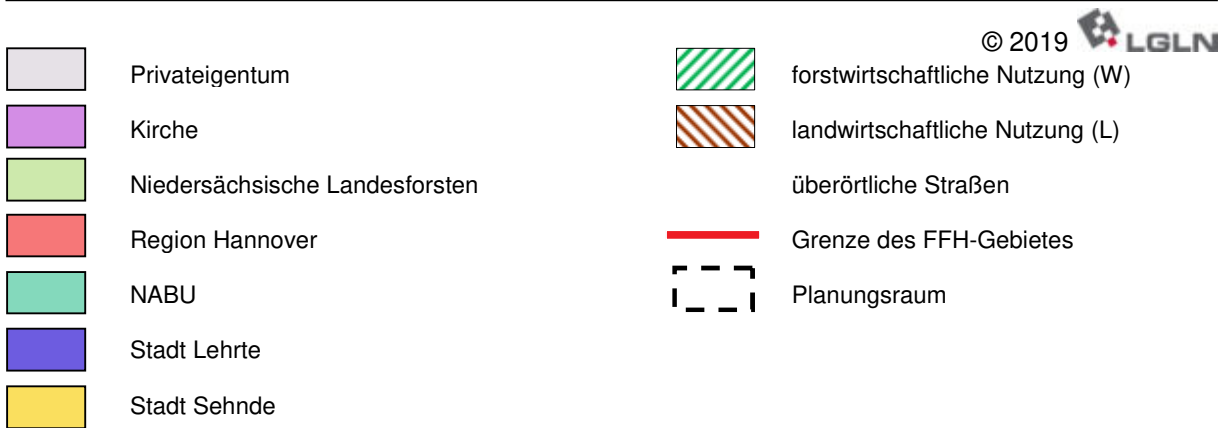 © 2019 LGLN
Privateigentum
Kirche
Niedersächsische Landesforsten
Region Hannover
NABU
Stadt Lehrte
Stadt Sehnde
forstwirtschaftliche Nutzung (W)
landwirtschaftliche Nutzung (L)
überörtliche Straßen
Grenze des FFH-Gebietes
Planungsraum